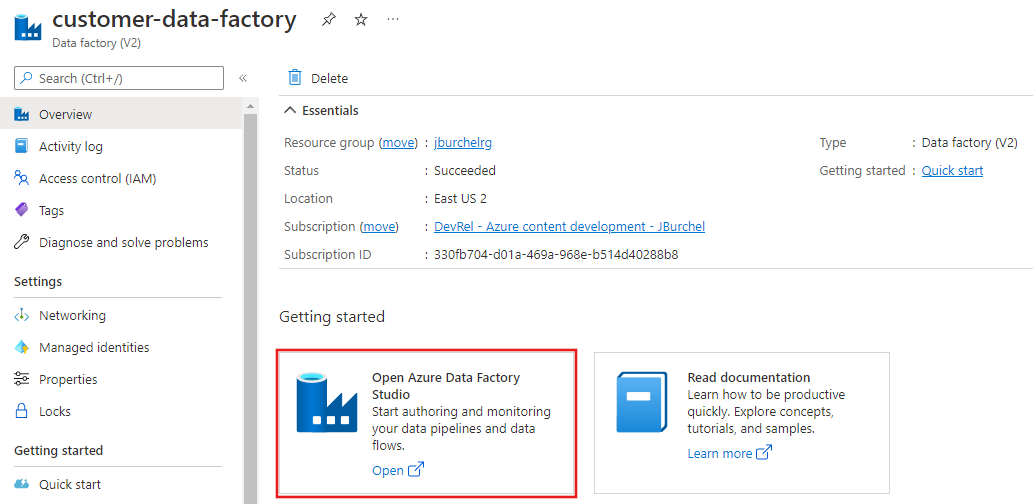 customer-data-factory
Data factory (V2)
Search (Ctrl+/)
Overview
Activity log
Access control (IAM)
Tags
Diagnose and solve problems
Settings
Networking
Managed identities
Properties
Locks
Getting started
Quick start
Delete
Essentials
Resource group (move) : jburchelrg
Status : Succeeded
Location : East US 2
Subscription (move) : DevRel - Azure content development - JBurchel
Subscription ID : 330fb704-d01a-469a-968e-b514d40288b8
Type : Data factory (V2)
Getting started : Quick start
Getting started
Open Azure Data Factory
Studio
Start authoring and monitoring
your data pipelines and data
flows.
Open
Read documentation
Learn how to be productive
quickly. Explore concepts,
tutorials, and samples.
Learn more